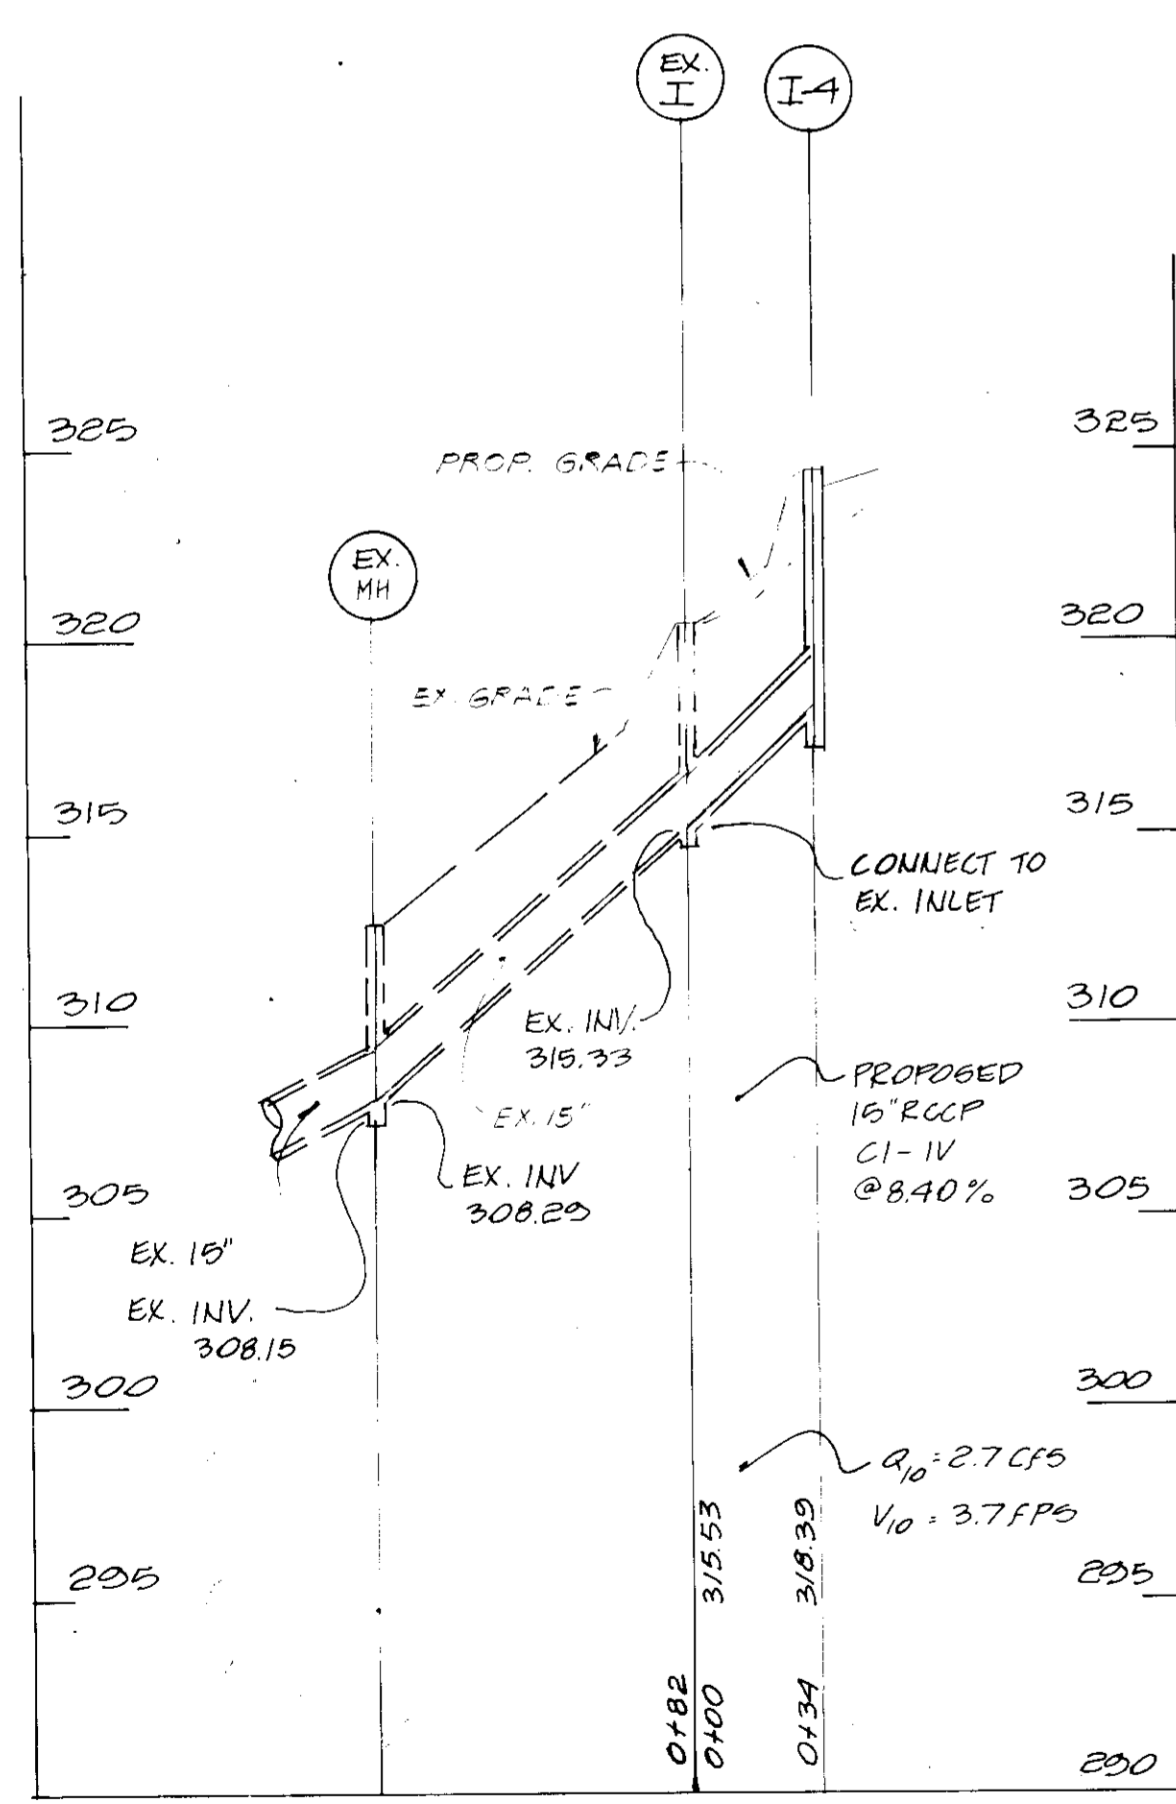 EX.
I
I-4
325
325
PROP. GRADE
EX.
MH
320
320
EX. GRADE
315
315
CONNECT TO
EX. INLET
310
310
EX. INV.
315.33
PROPOSED
15" RCCP
Cl-IV
@ 8.40%
EX. 15"
EX. INV
308.29
305
305
EX. 15"
EX. INV.
308.15
300
300
Q10 = 2.7 CFS
V10 = 3.7 FPS
315.53
318.39
295
295
0+82
0+00
0+34
290